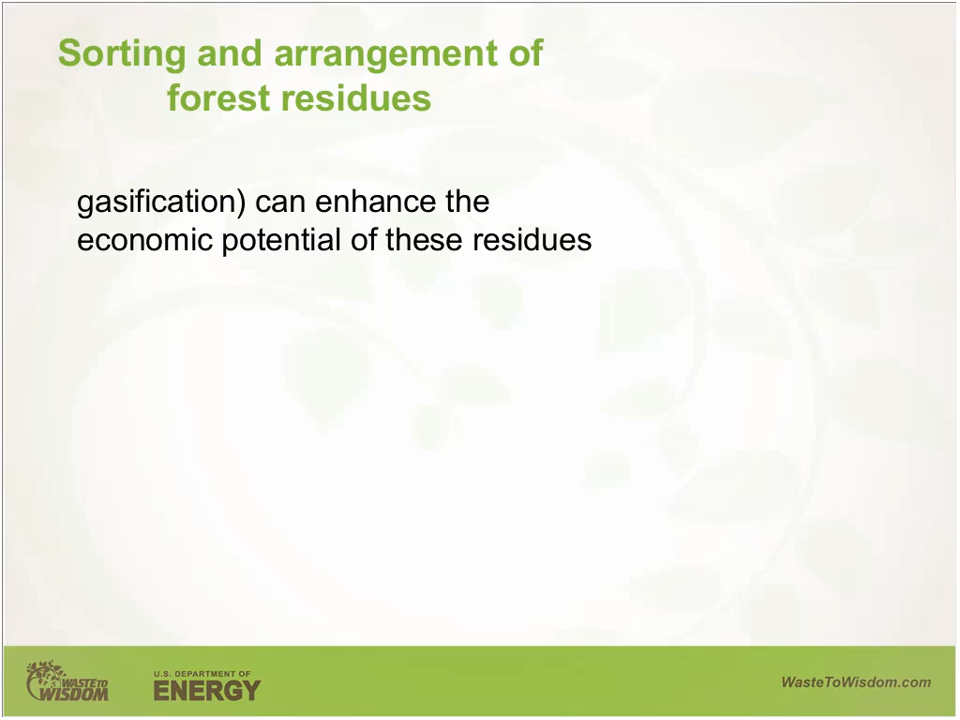 Sorting and arrangement of
forest residues
gasification) can enhance the
economic potential of these residues
WASTE TO
WISDOM
U.S. DEPARTMENT OF
ENERGY
WasteToWisdom.com